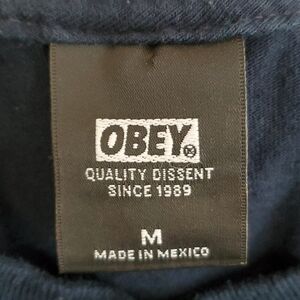 OBEY®
QUALITY DISSENT
SINCE 1989
M
MADE IN MEXICO